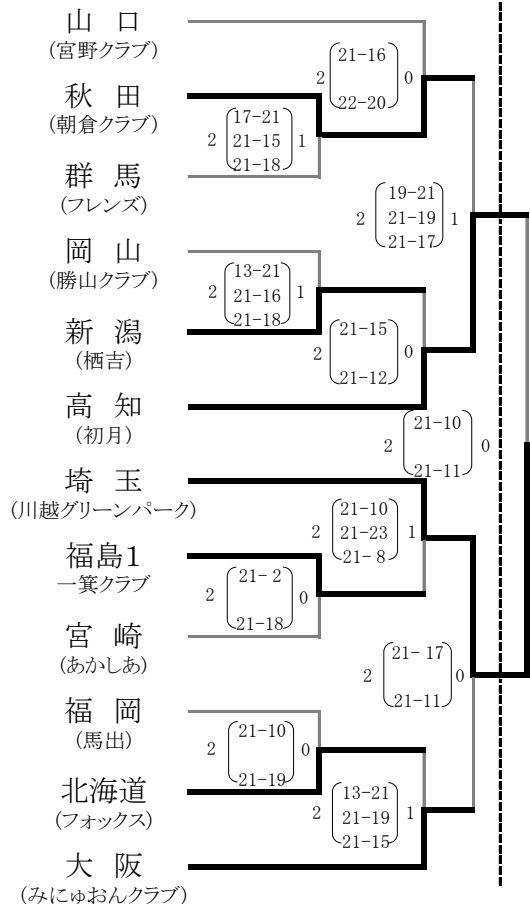 山 口
(宮野クラブ)
21-16
2 0
22-20
秋 田
(朝倉クラブ)
17-21
2 21-15 1
21-18
群 馬
(フレンズ)
19-21
2 21-19 1
21-17
岡 山
(勝山クラブ)
13-21
2 21-16 1
21-18
新 潟
(栖吉)
21-15
2 0
21-12
高 知
(初月)
21-10
2 0
21-11
埼 玉
(川越グリーンパーク)
21-10
2 21-23 1
21- 8
福島1
一箕クラブ
21- 2
2 0
21-18
宮 崎
(あかしあ)
21- 17
2 0
21-11
福 岡
(馬出)
21-10
2 0
21-19
北海道
(フォックス)
13-21
2 21-19 1
21-15
大 阪
(みにゅおんクラブ)